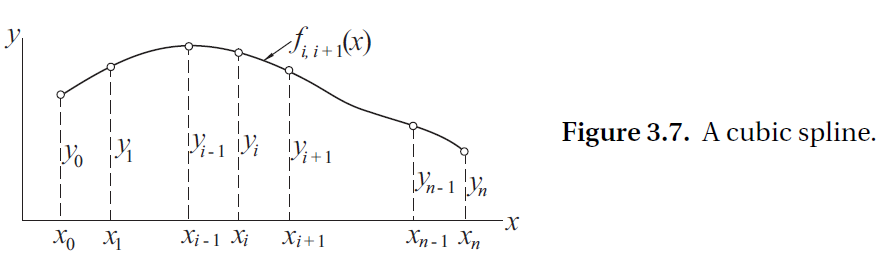 y
f_{i, i+1}(x)
Figure 3.7. A cubic spline.
y_0 y_1 y_{i-1} y_i y_{i+1}
y_{n-1} y_n
x
x_0 x_1 x_{i-1} x_i x_{i+1} x_{n-1} x_n